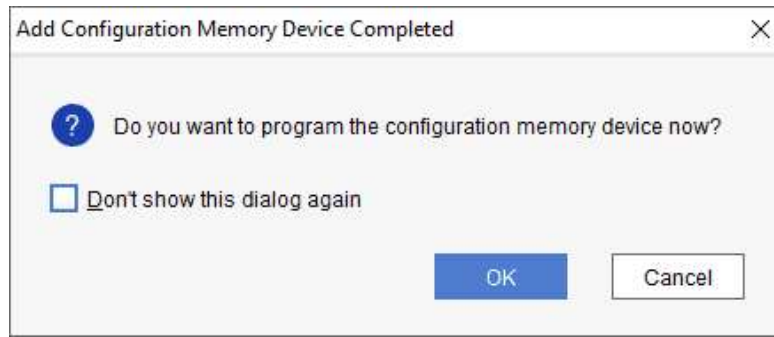 Add Configuration Memory Device Completed
? Do you want to program the configuration memory device now?
Don't show this dialog again
OK Cancel